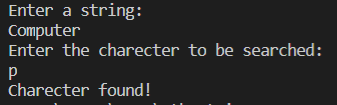 Enter a string:
Computer
Enter the charecter to be searched:
p
Charecter found!